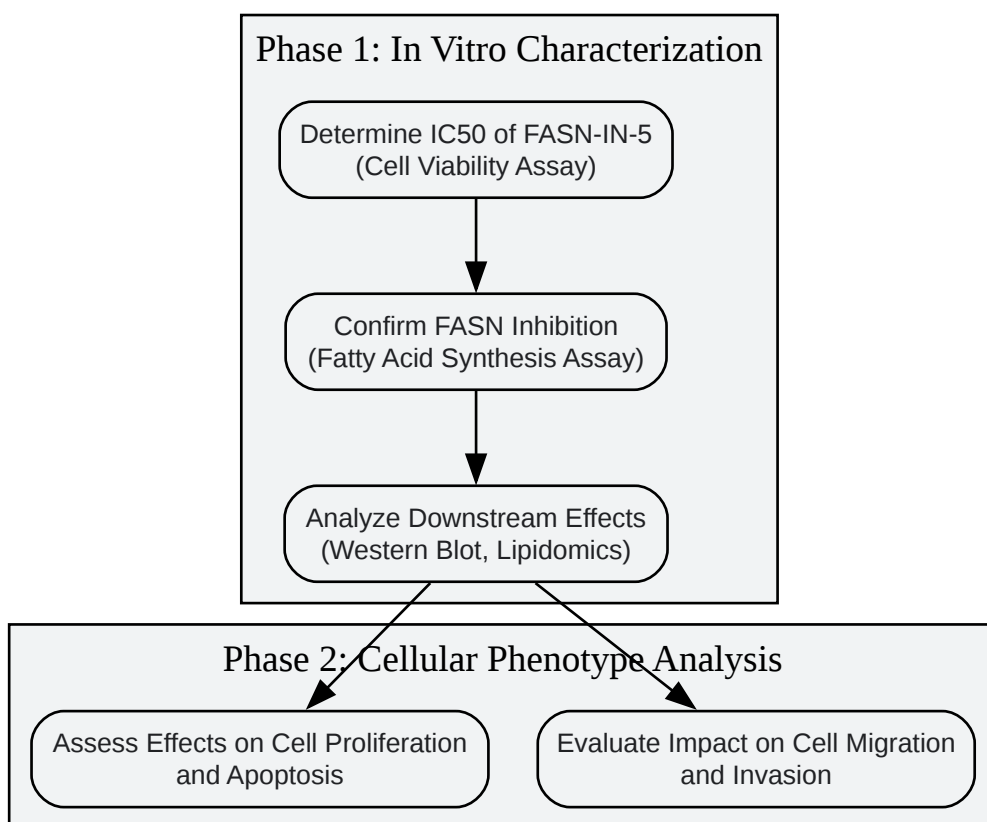 Phase 1: In Vitro Characterization
Determine IC50 of FASN-IN-5
(Cell Viability Assay)
Confirm FASN Inhibition
(Fatty Acid Synthesis Assay)
Analyze Downstream Effects
(Western Blot, Lipidomics)
Phase 2: Cellular Phenotype Analysis
Assess Effects on Cell Proliferation
and Apoptosis
Evaluate Impact on Cell Migration
and Invasion